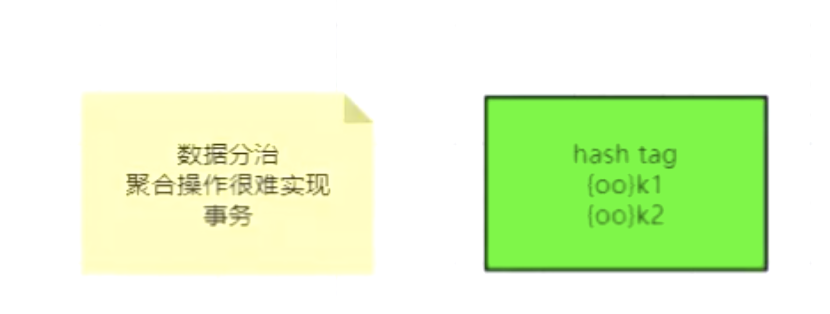 数据分治
聚合操作很难实现
事务
hash tag
{oo}k1
{oo}k2